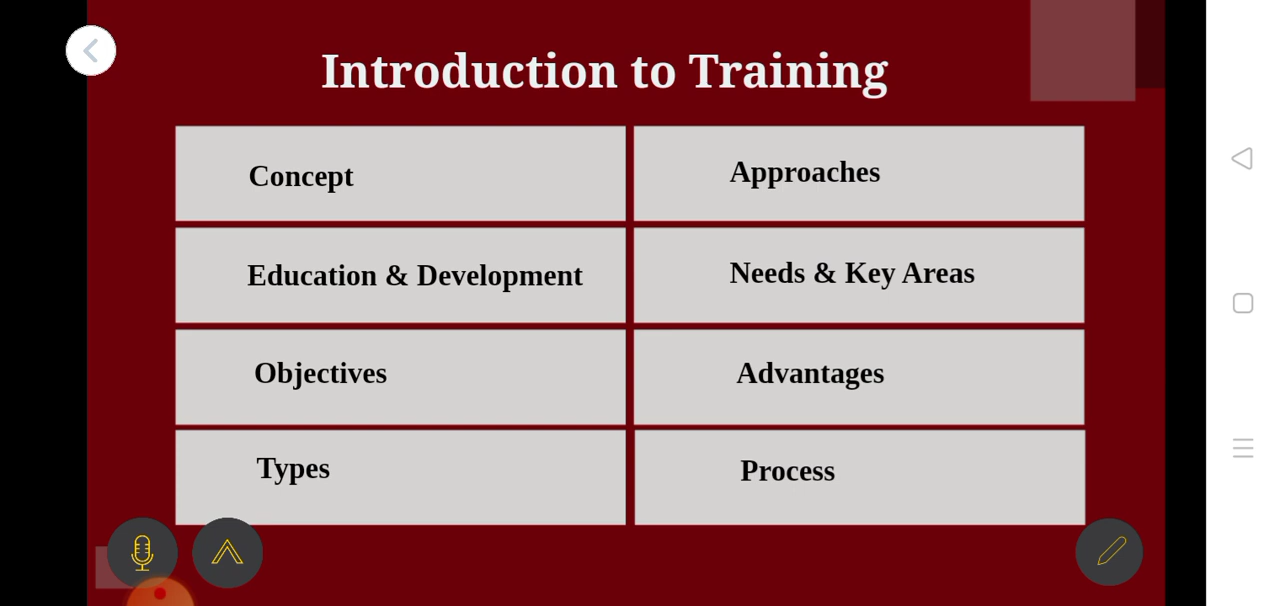 Introduction to Training
Concept
Approaches
Education & Development
Needs & Key Areas
Objectives
Advantages
Types
Process